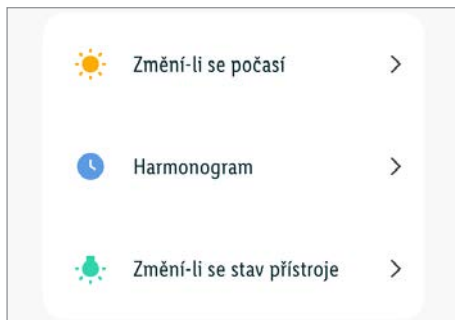 Změní-li se počasí
Harmonogram
Změní-li se stav přístroje